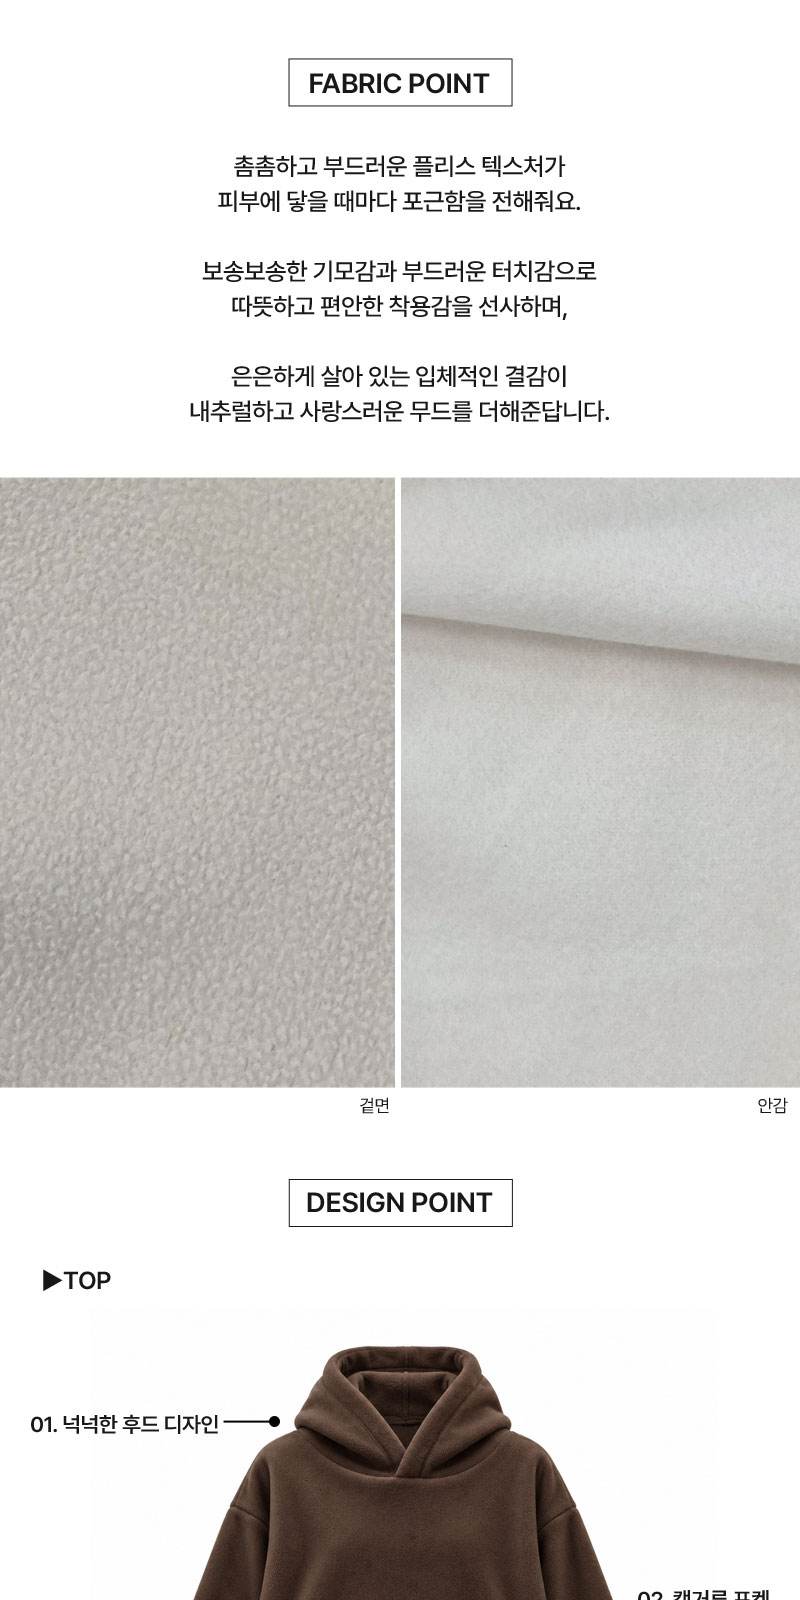 FABRIC POINT
촘촘하고 부드러운 플리스 텍스처가
피부에 닿을 때마다 포근함을 전해줘요.
보송보송한 기모감과 부드러운 터치감으로
따뜻하고 편안한 착용감을 선사하며,
은은하게 살아 있는 입체적인 결감이
내추럴하고 사랑스러운 무드를 더해준답니다.
겉면
안감
DESIGN POINT
▶TOP
01. 넉넉한 후드 디자인